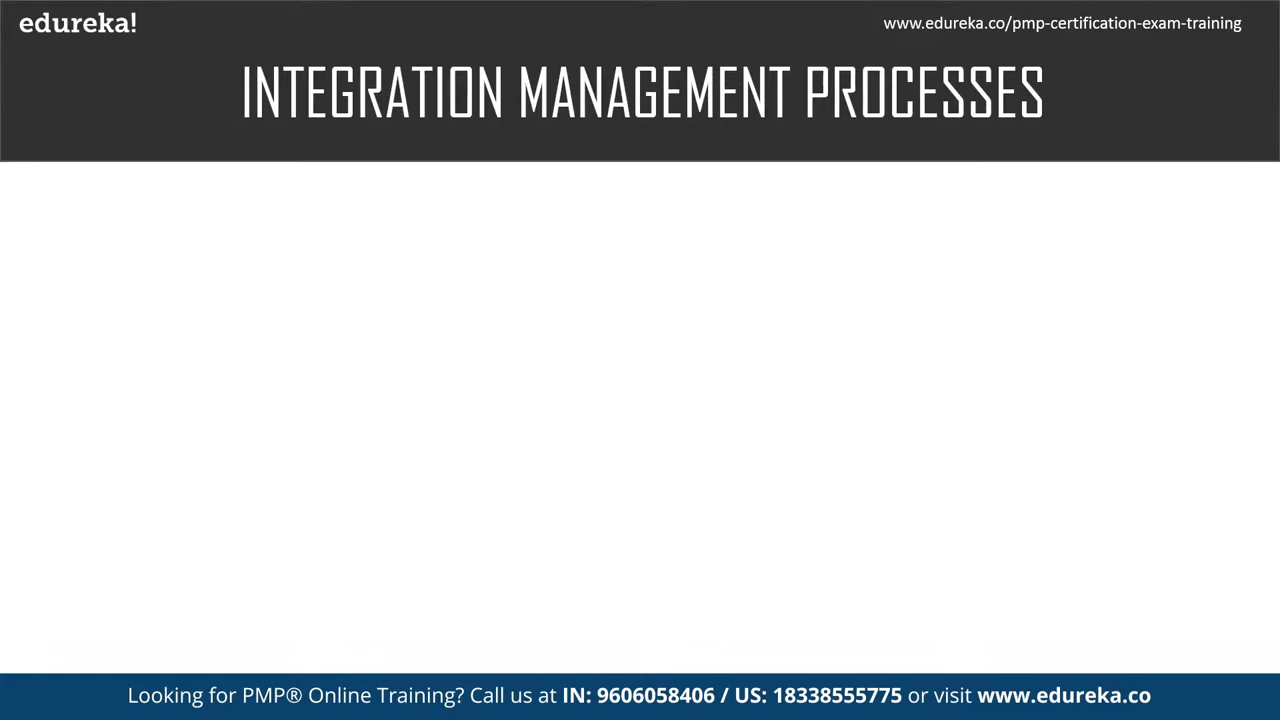 edureka!
www.edureka.co/pmp-certification-exam-training
INTEGRATION MANAGEMENT PROCESSES
Looking for PMP® Online Training? Call us at IN: 9606058406 / US: 18338555775 or visit www.edureka.co